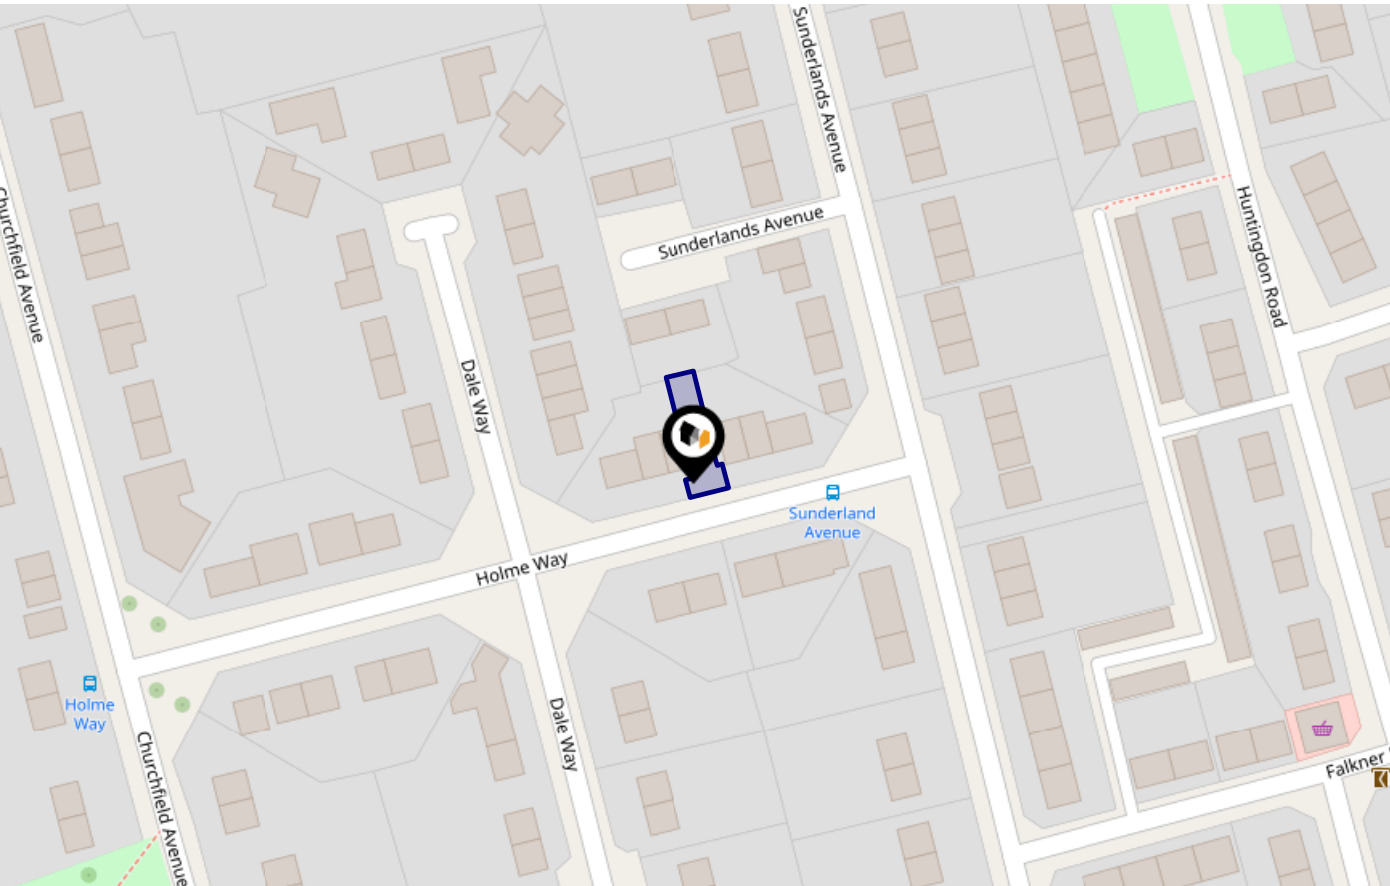 Sunderlands Avenue
Huntingdon Road
Churchfield Avenue
Sunderlands Avenue
Dale Way
Sunderland
Avenue
Holme Way
Holme
Way
Dale Way
Churchfield Avenue
Falkner